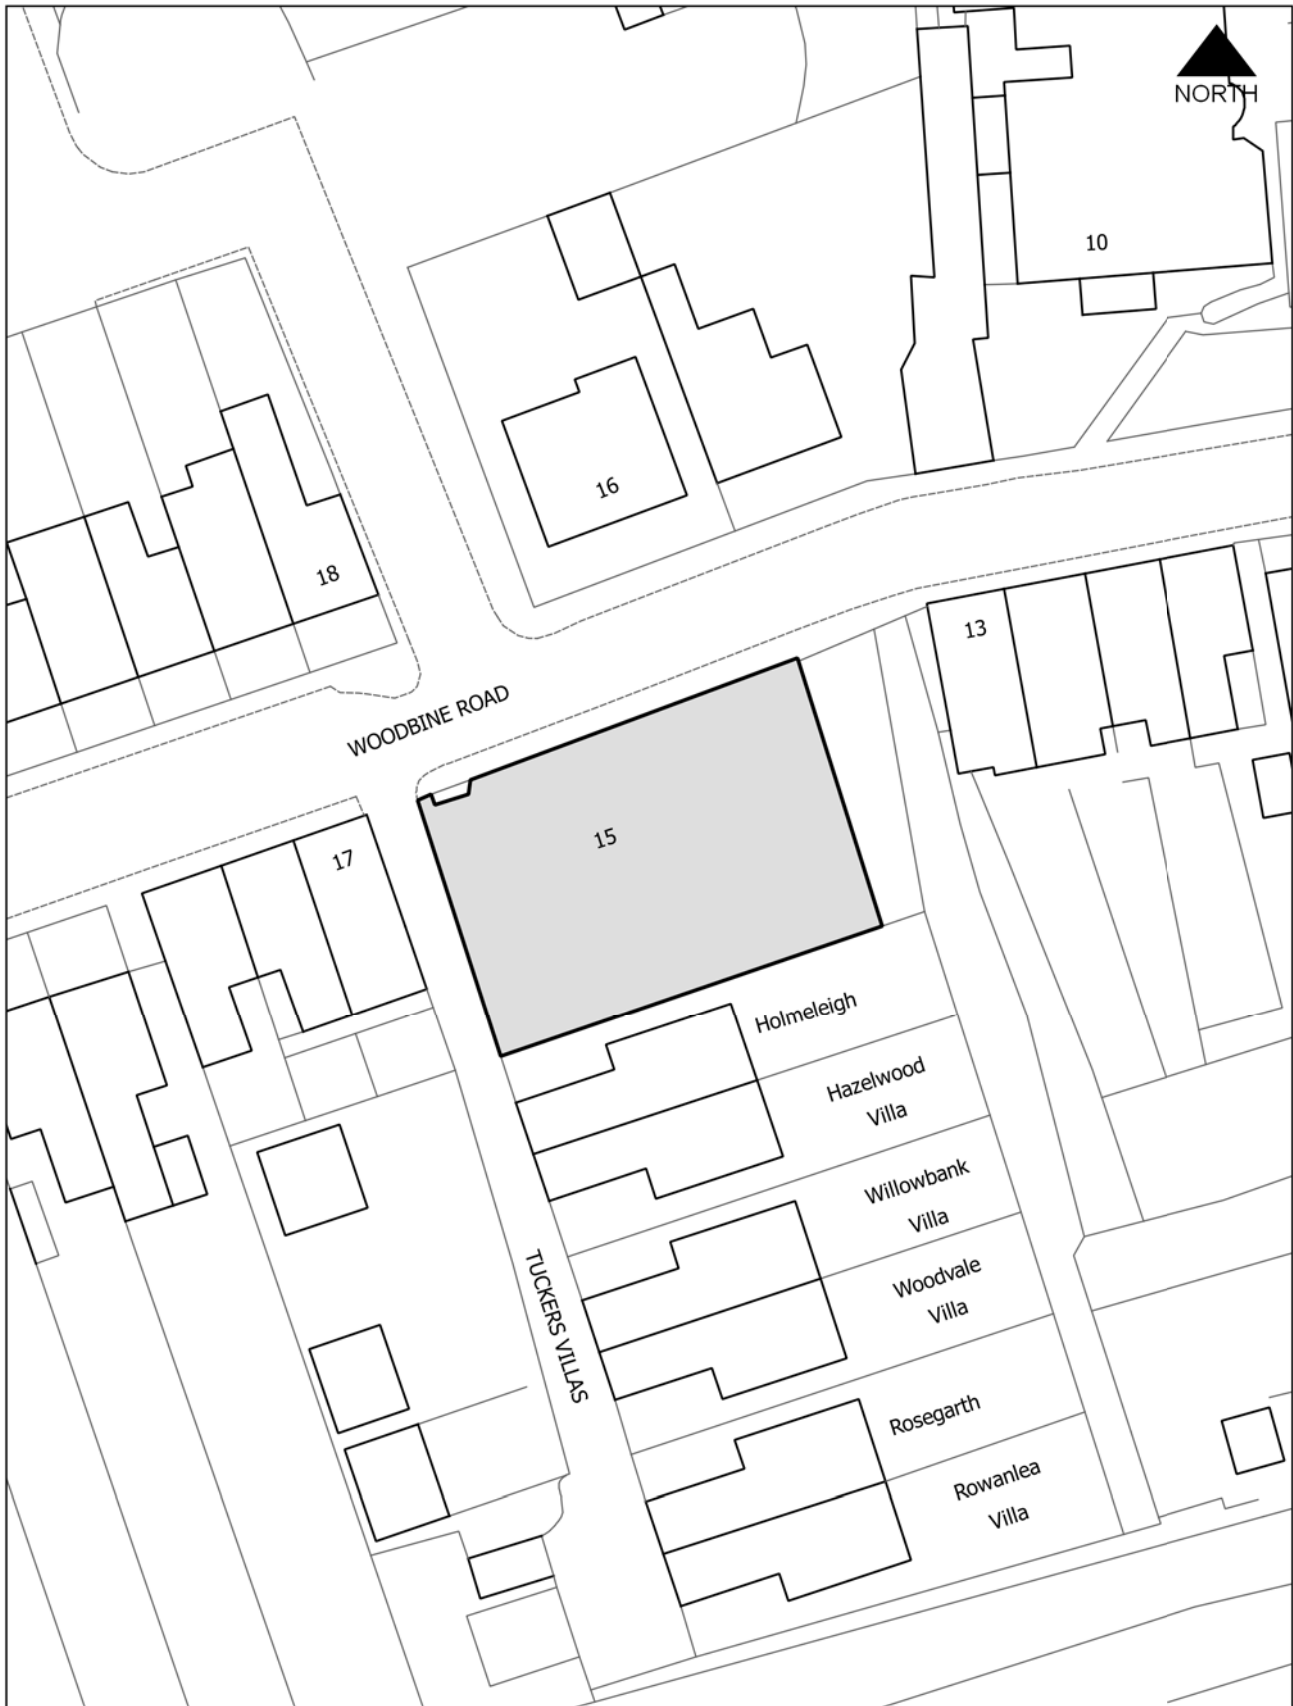 NORTH
10
16
18
13
WOODBINE ROAD
15
17
Holmeleigh
Hazelwood
Villa
Willowbank
Villa
TUCKERS VILLAS
Woodvale
Villa
Rosegarth
Rowanlea
Villa